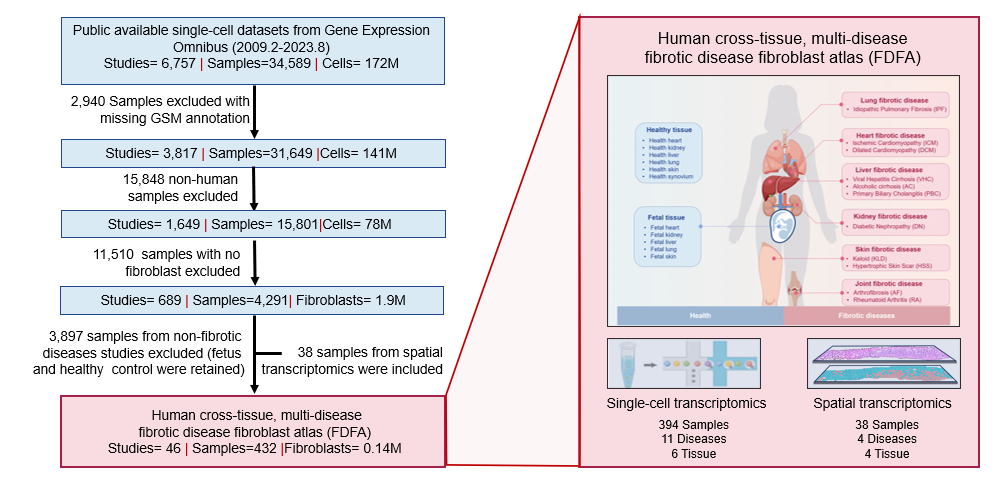 Public available single-cell datasets from Gene Expression
Omnibus (2009.2-2023.8)
Studies= 6,757 | Samples=34,589 | Cells= 172M
2,940 Samples excluded with
missing GSM annotation
Studies= 3,817 | Samples=31,649 |Cells= 141M
15,848 non-human
samples excluded
Studies= 1,649 | Samples= 15,801|Cells= 78M
11,510 samples with no
fibroblast excluded
Studies= 689 | Samples=4,291| Fibroblasts= 1.9M
3,897 samples from non-fibrotic
diseases studies excluded (fetus
and healthy control were retained)
38 samples from spatial
transcriptomics were included
Human cross-tissue, multi-disease
fibrotic disease fibroblast atlas (FDFA)
Studies= 46 | Samples=432 |Fibroblasts= 0.14M
Human cross-tissue, multi-disease
fibrotic disease fibroblast atlas (FDFA)
Healthy tissue
• Health heart
• Health kidney
• Health liver
• Health lung
• Health skin
• Health synovium
Fetal tissue
• Fetal heart
• Fetal kidney
• Fetal liver
• Fetal lung
• Fetal skin
Lung fibrotic disease
• Idiopathic Pulmonary Fibrosis (IPF)
Heart fibrotic disease
• Ischemic Cardiomyopathy (ICM)
• Dilated Cardiomyopathy (DCM)
Liver fibrotic disease
• Viral Hepatitis Cirrhosis (VHC)
• Alcoholic cirrhosis (AC)
• Primary Biliary Cholangitis (PBC)
Kidney fibrotic disease
• Diabetic Nephropathy (DN)
Skin fibrotic disease
• Keloid (KLD)
• Hypertrophic Skin Scar (HSS)
Joint fibrotic disease
• Arthrofibrosis (AF)
• Rheumatoid Arthritis (RA)
Health
Fibrotic diseases
Single-cell transcriptomics
394 Samples
11 Diseases
6 Tissue
Spatial transcriptomics
38 Samples
4 Diseases
4 Tissue